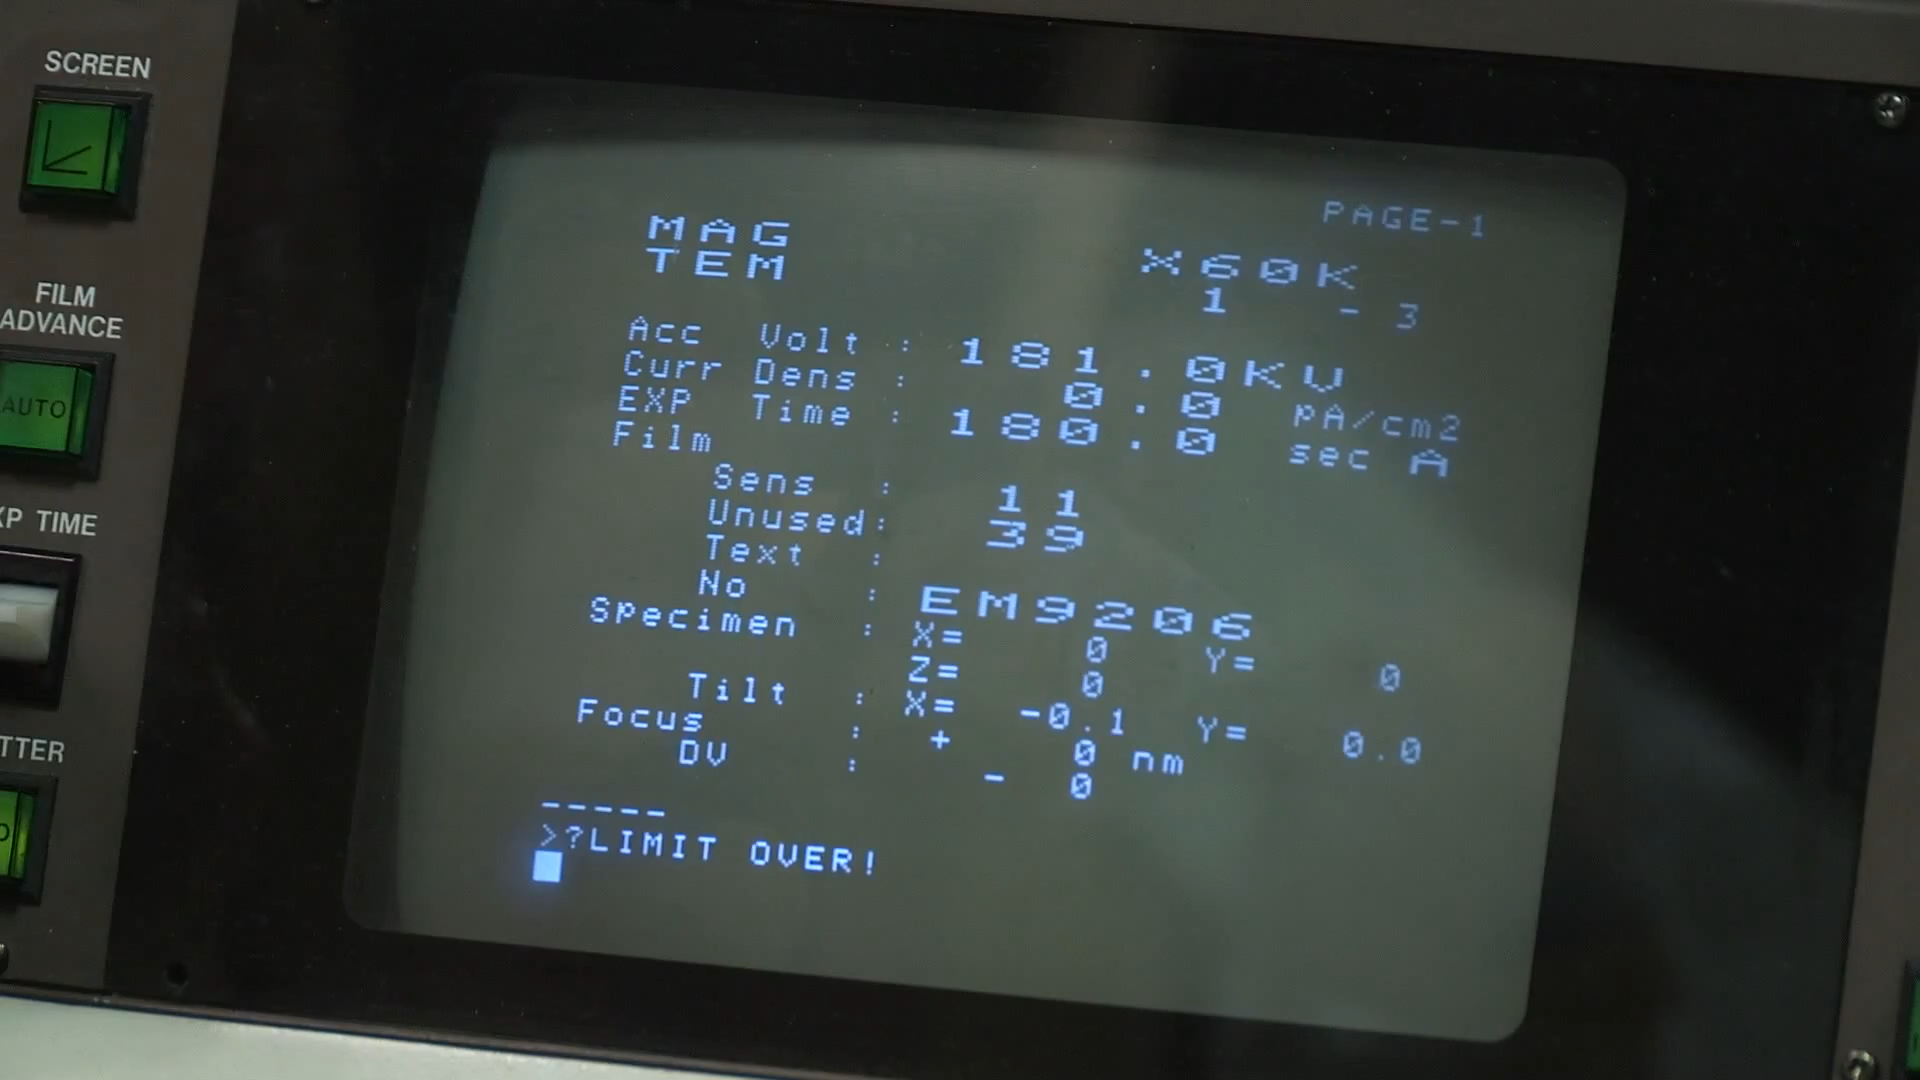 SCREEN
FILM
ADVANCE
AUTO
XP TIME
TTER
PAGE-1
MAG X60K
TEM 1 - 3
Acc Volt : 181.0KV
Curr Dens : 0.0 pA/cm2
EXP Time : 180.0 sec A
Film
Sens : 11
Unused: 39
Text :
No : EM9206
Specimen : X= 0 Y= 0
Z= 0
Tilt : X= -0.1 Y= 0.0
Focus : + 0 nm
DV : - 0
-----
>?LIMIT OVER!